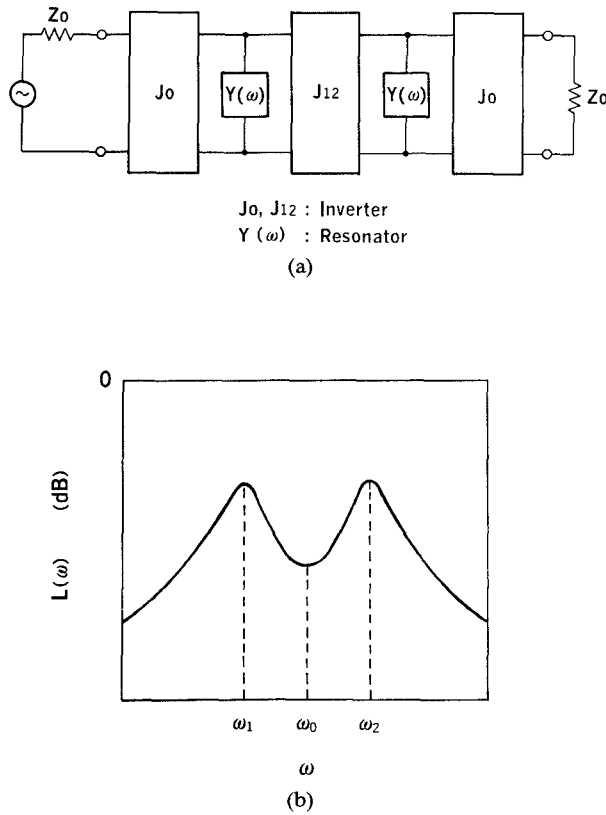 Zo
Jo Y(ω) J12 Y(ω) Jo Zo
Jo, J12 : Inverter
Y (ω) : Resonator
(a)
0
L(ω) (dB)
ω1 ω0 ω2
ω
(b)